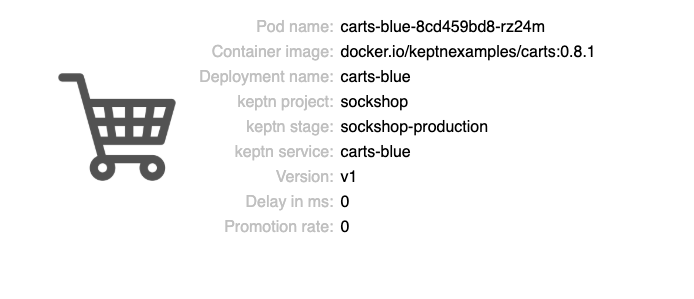 Pod name: carts-blue-8cd459bd8-rz24m
Container image: docker.io/keptnexamples/carts:0.8.1
Deployment name: carts-blue
keptn project: sockshop
keptn stage: sockshop-production
keptn service: carts-blue
Version: v1
Delay in ms: 0
Promotion rate: 0